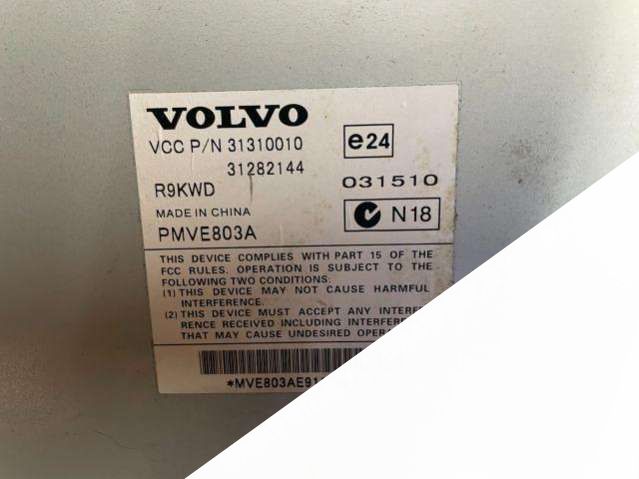 VOLVO
VCC P/N 31310010
31282144
e24
R9KWD
031510
MADE IN CHINA
N18
PMVE803A
THIS DEVICE COMPLIES WITH PART 15 OF THE
FCC RULES. OPERATION IS SUBJECT TO THE
FOLLOWING TWO CONDITIONS:
(1) THIS DEVICE MAY NOT CAUSE HARMFUL
INTERFERENCE.
(2) THIS DEVICE MUST ACCEPT ANY
RENCE RECEIVED INCLUDING
THAT MAY CAUSE UNDESIRED